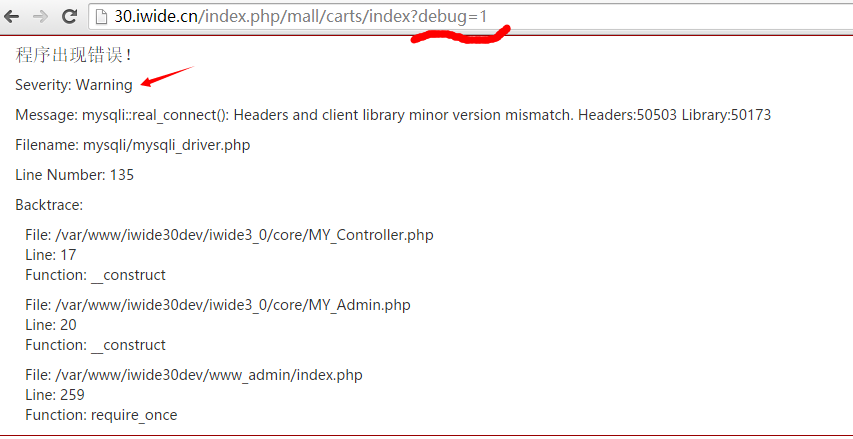 30.iwide.cn/index.php/mall/carts/index?debug=1
程序出现错误！
Severity: Warning
Message: mysqli::real_connect(): Headers and client library minor version mismatch. Headers:50503 Library:50173
Filename: mysqli/mysqli_driver.php
Line Number: 135
Backtrace:
File: /var/www/iwide30dev/iwide3_0/core/MY_Controller.php
Line: 17
Function: __construct
File: /var/www/iwide30dev/iwide3_0/core/MY_Admin.php
Line: 20
Function: __construct
File: /var/www/iwide30dev/www_admin/index.php
Line: 259
Function: require_once